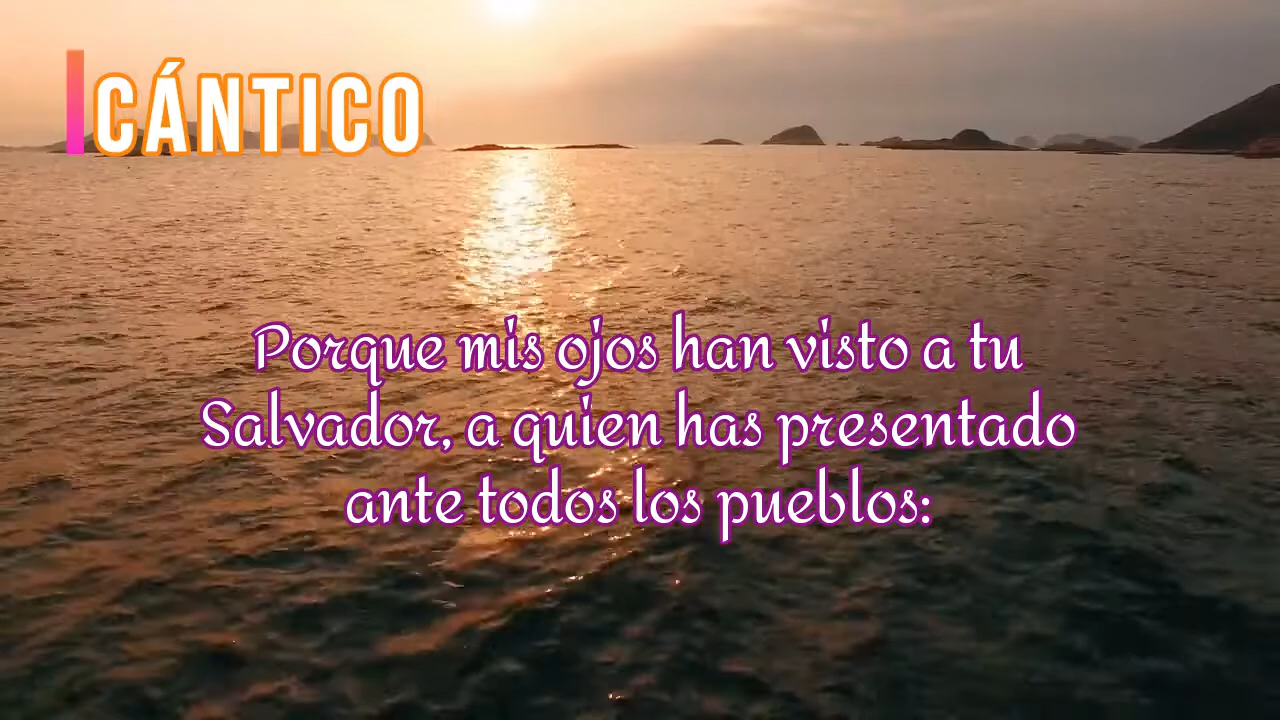 CÁNTICO
Porque mis ojos han visto a tu
Salvador, a quien has presentado
ante todos los pueblos: